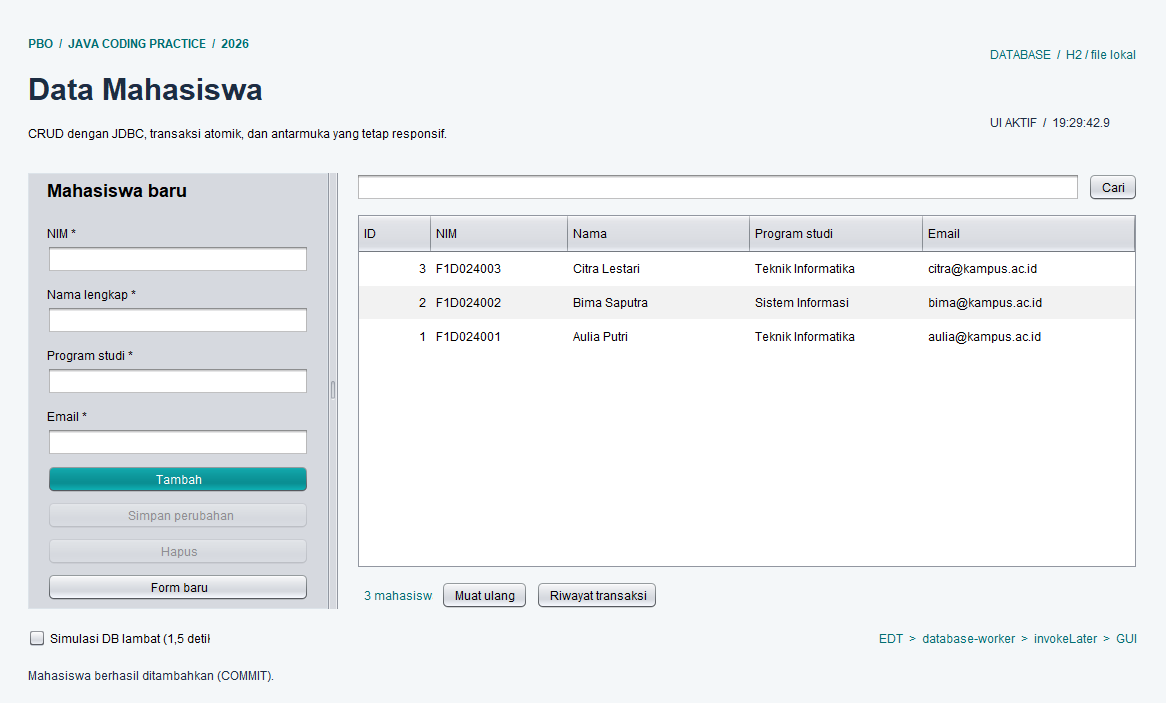 PBO / JAVA CODING PRACTICE / 2026
DATABASE / H2 / file lokal
Data Mahasiswa
UI AKTIF / 19:29:42.9
CRUD dengan JDBC, transaksi atomik, dan antarmuka yang tetap responsif.
Mahasiswa baru
NIM *
Nama lengkap *
Program studi *
Email *
Tambah
Simpan perubahan
Hapus
Form baru
Cari
ID NIM Nama Program studi Email
3 F1D024003 Citra Lestari Teknik Informatika citra@kampus.ac.id
2 F1D024002 Bima Saputra Sistem Informasi bima@kampus.ac.id
1 F1D024001 Aulia Putri Teknik Informatika aulia@kampus.ac.id
3 mahasisw Muat ulang Riwayat transaksi
Simulasi DB lambat (1,5 deti
EDT > database-worker > invokeLater > GUI
Mahasiswa berhasil ditambahkan (COMMIT).